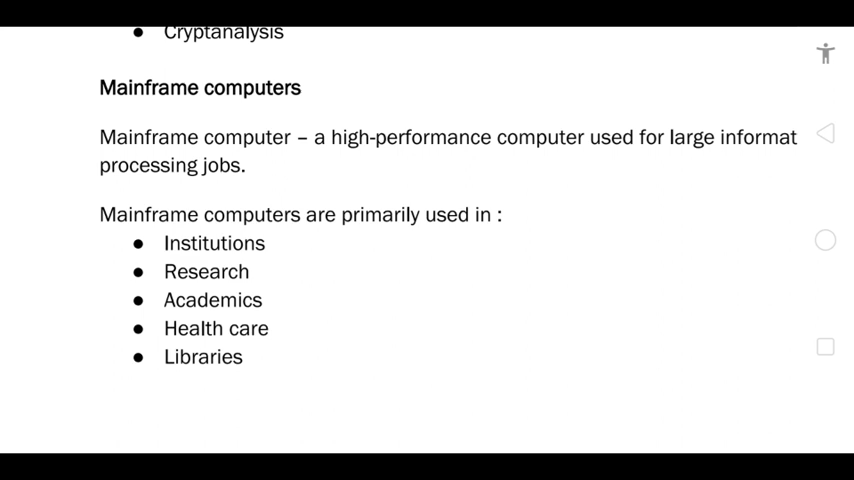 ● Cryptanalysis
Mainframe computers
Mainframe computer – a high-performance computer used for large informat
processing jobs.
Mainframe computers are primarily used in :
● Institutions
● Research
● Academics
● Health care
● Libraries